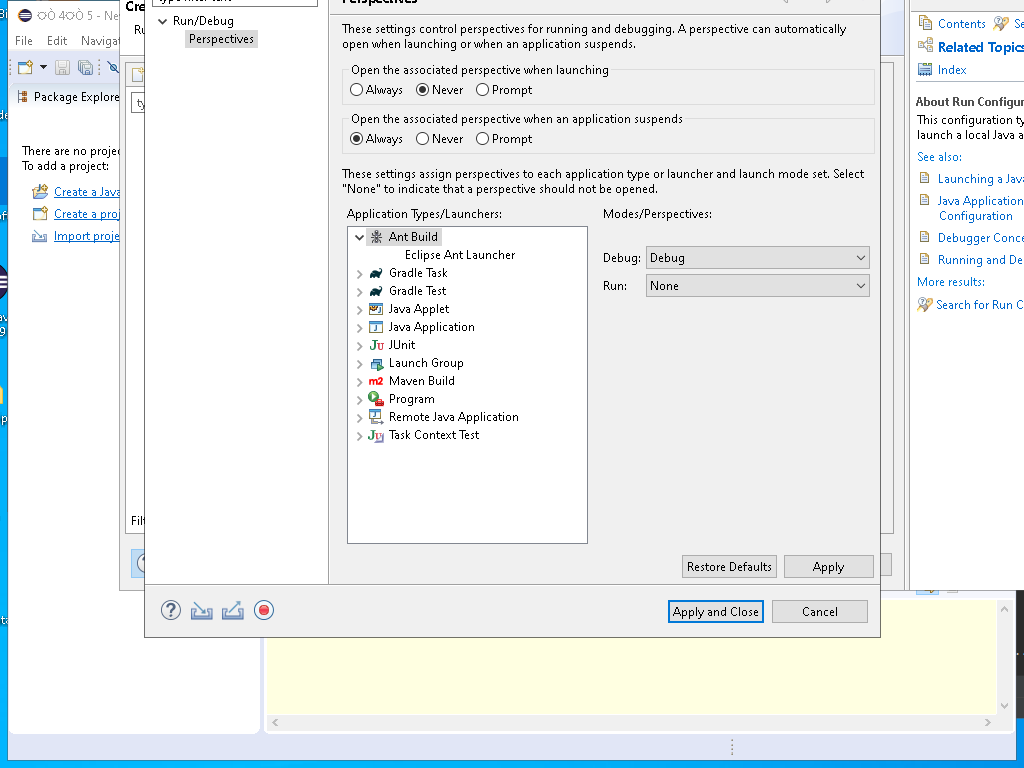 File Edit Navigat
Package Explore
There are no projec
To add a project:
Create a Java
Create a proj
Import proje
Cre
Ru
ty
Filt
Run/Debug
Perspectives
Perspectives
These settings control perspectives for running and debugging. A perspective can automatically
open when launching or when an application suspends.
Open the associated perspective when launching
Always Never Prompt
Open the associated perspective when an application suspends
Always Never Prompt
These settings assign perspectives to each application type or launcher and launch mode set. Select
"None" to indicate that a perspective should not be opened.
Application Types/Launchers:
Ant Build
Eclipse Ant Launcher
Gradle Task
Gradle Test
Java Applet
Java Application
JUnit
Launch Group
Maven Build
Program
Remote Java Application
Task Context Test
Modes/Perspectives:
Debug: Debug
Run: None
Restore Defaults Apply
Apply and Close Cancel
Contents Se
Related Topics
Index
About Run Configur
This configuration ty
launch a local Java a
See also:
Launching a Java
Java Application
Configuration
Debugger Conce
Running and De
More results:
Search for Run C